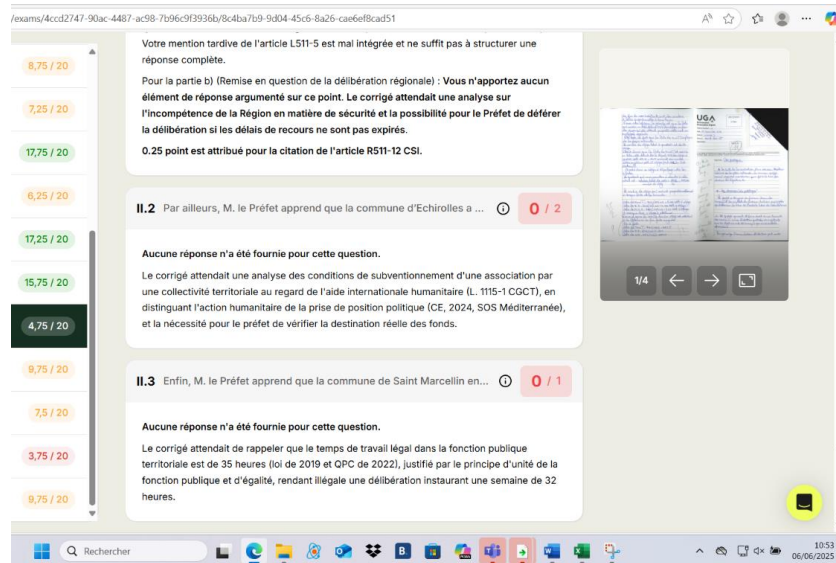 /exams/4ccd2747-90ac-4487-ac98-7b96c9f3936b/8c4ba7b9-9d04-45c6-8a26-cae6ef8cad51
8,75 / 20
7,25 / 20
17,75 / 20
6,25 / 20
17,25 / 20
15,75 / 20
4,75 / 20
9,75 / 20
7,5 / 20
3,75 / 20
9,75 / 20
Votre mention tardive de l'article L511-5 est mal intégrée et ne suffit pas à structurer une
réponse complète.
Pour la partie b) (Remise en question de la délibération régionale) : Vous n'apportez aucun
élément de réponse argumenté sur ce point. Le corrigé attendait une analyse sur
l'incompétence de la Région en matière de sécurité et la possibilité pour le Préfet de déférer
la délibération si les délais de recours ne sont pas expirés.
0.25 point est attribué pour la citation de l'article R511-12 CSI.
II.2 Par ailleurs, M. le Préfet apprend que la commune d'Echirolles a ... 0 / 2
Aucune réponse n'a été fournie pour cette question.
Le corrigé attendait une analyse des conditions de subventionnement d'une association par
une collectivité territoriale au regard de l'aide internationale humanitaire (L. 1115-1 CGCT), en
distinguant l'action humanitaire de la prise de position politique (CE, 2024, SOS Méditerranée),
et la nécessité pour le préfet de vérifier la destination réelle des fonds.
II.3 Enfin, M. le Préfet apprend que la commune de Saint Marcellin en... 0 / 1
Aucune réponse n'a été fournie pour cette question.
Le corrigé attendait de rappeler que le temps de travail légal dans la fonction publique
territoriale est de 35 heures (loi de 2019 et QPC de 2022), justifié par le principe d'unité de la
fonction publique et d'égalité, rendant illégale une délibération instaurant une semaine de 32
heures.
UGA
1/4
Rechercher
10:53
06/06/2025